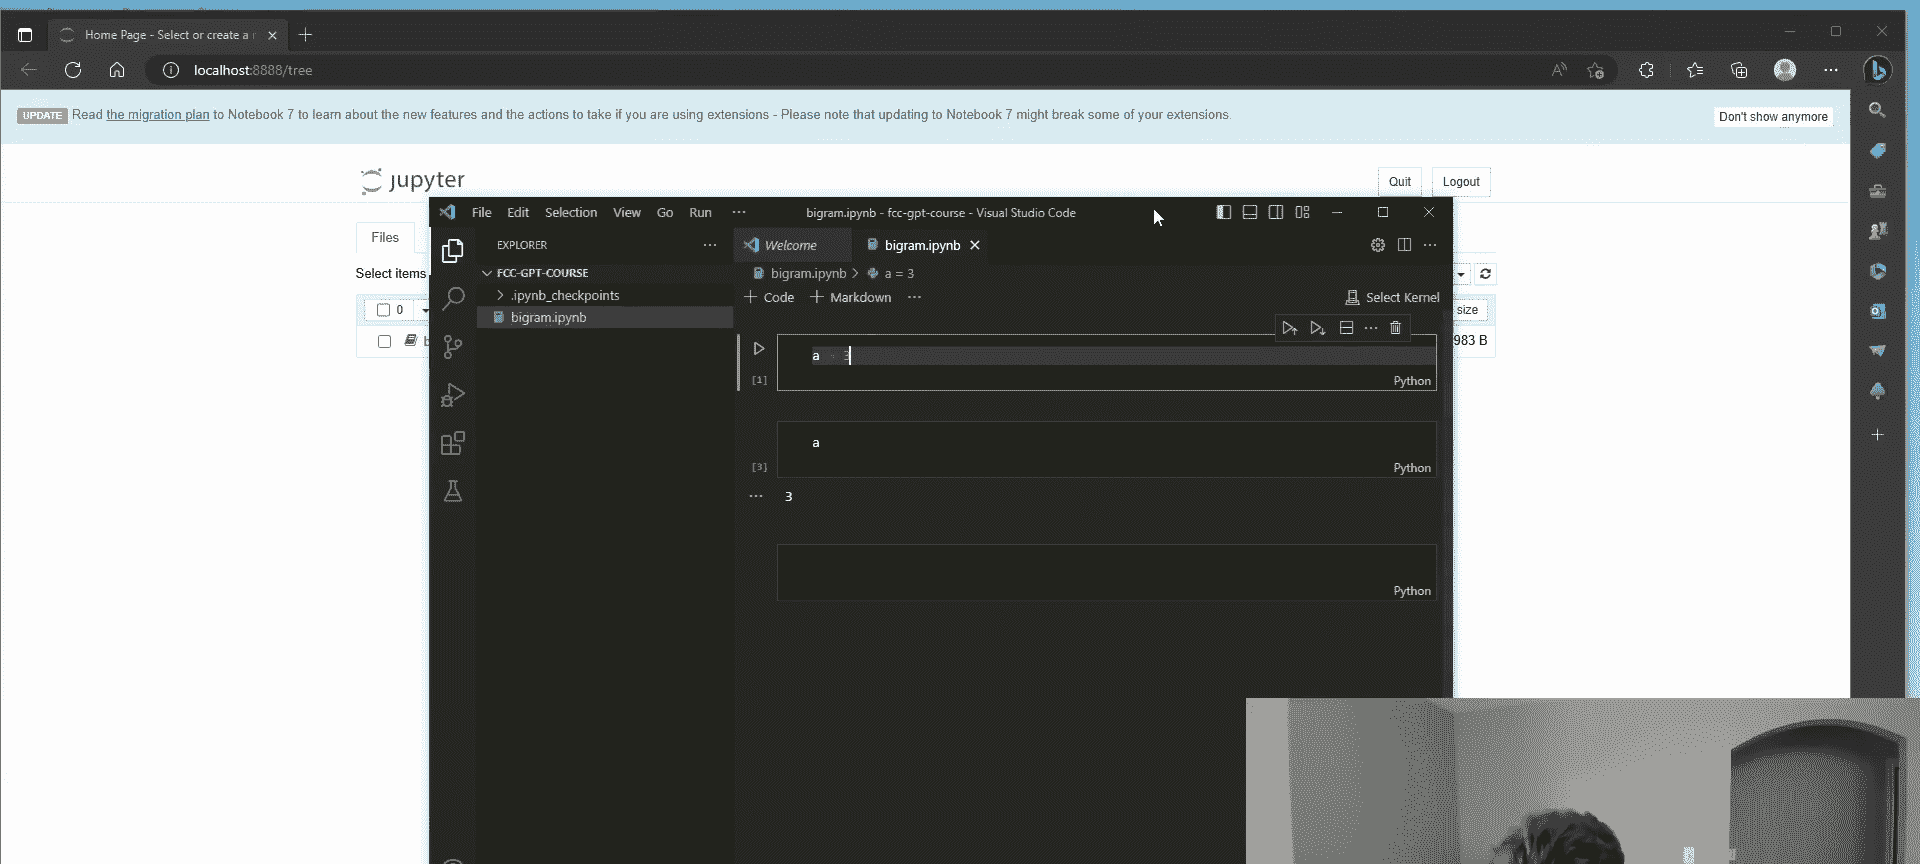 Home Page - Select or create a
localhost:8888/tree
UPDATE Read the migration plan to Notebook 7 to learn about the new features and the actions to take if you are using extensions - Please note that updating to Notebook 7 might break some of your extensions.
Don't show anymore
jupyter
Quit Logout
File Edit Selection View Go Run ··· bigram.ipynb - fcc-gpt-course - Visual Studio Code
Files
EXPLORER ···
Welcome bigram.ipynb
Select items
FCC-GPT-COURSE
bigram.ipynb > a = 3
.ipynb_checkpoints
+ Code + Markdown ··· Select Kernel
0
size
bigram.ipynb
983 B
a = 3
[1] Python
a
[3] Python
··· 3
Python